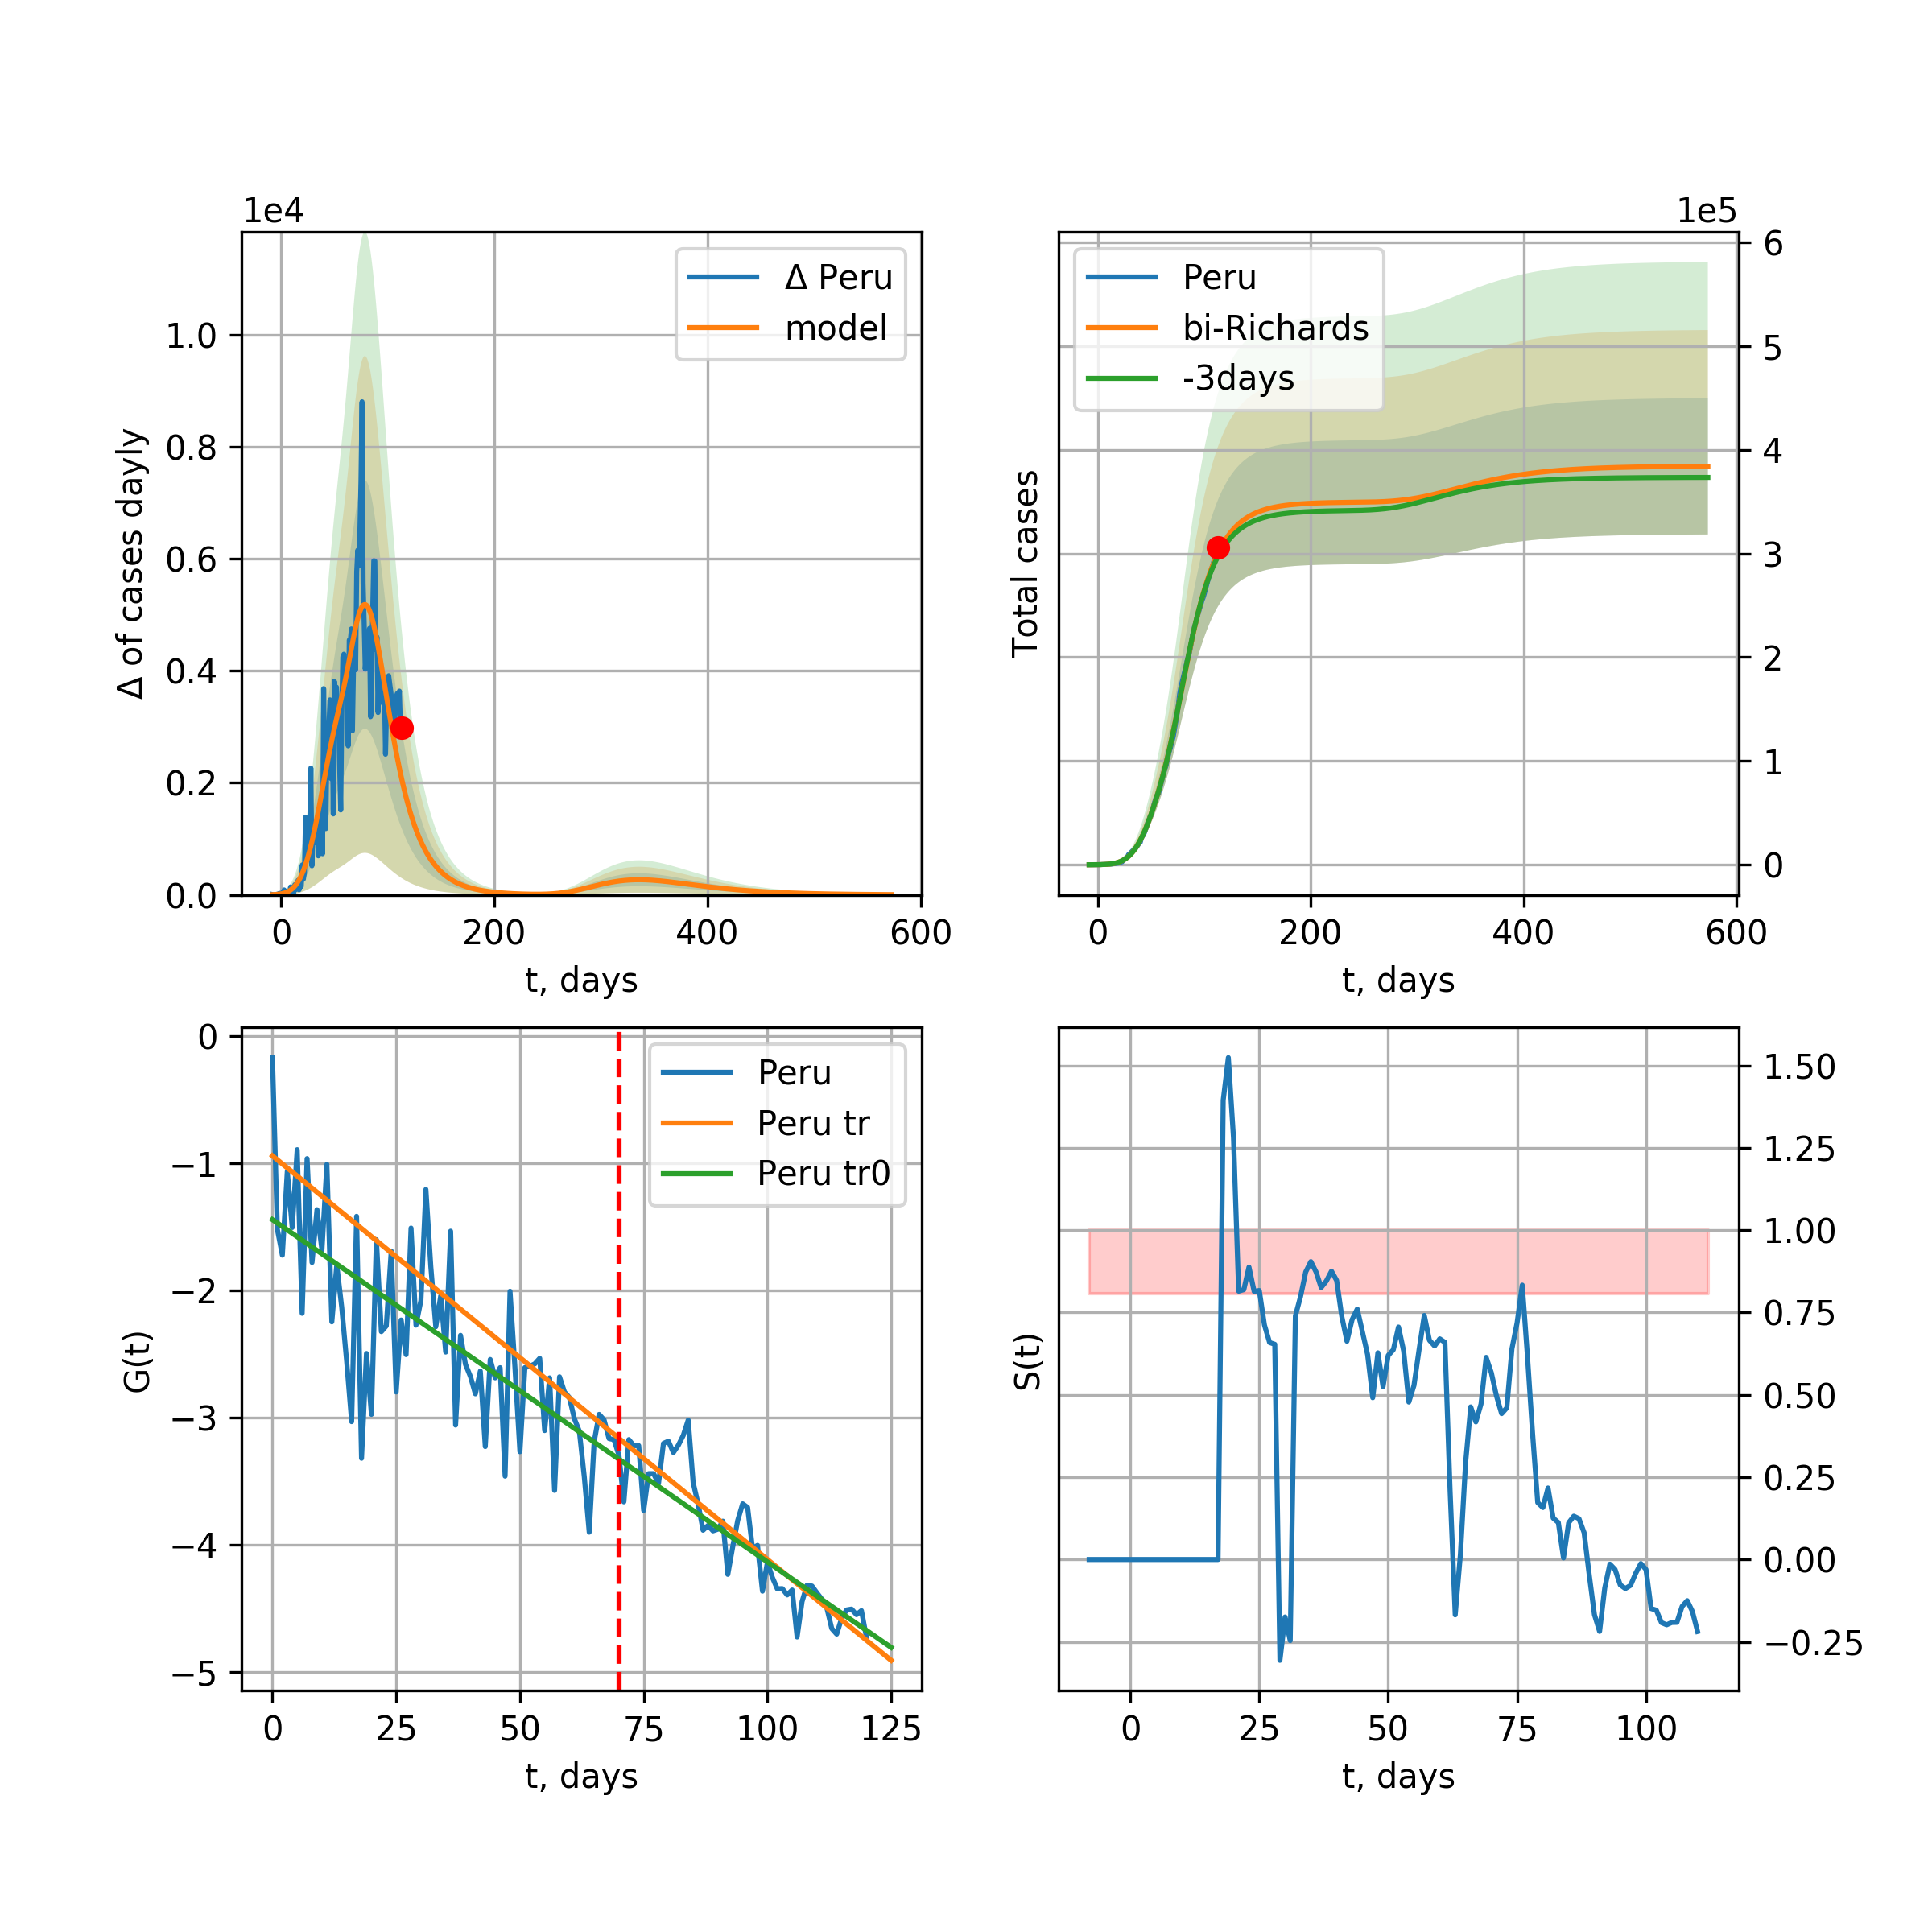 1e4
Δ of cases dayly
1.0
0.8
0.6
0.4
0.2
0.0
Δ Peru
model
0 200 400 600
t, days
1e5
Total cases
Peru
bi-Richards
-3days
6
5
4
3
2
1
0
0 200 400 600
t, days
G(t)
0
−1
−2
−3
−4
−5
Peru
Peru tr
Peru tr0
0 25 50 75 100 125
t, days
S(t)
1.50
1.25
1.00
0.75
0.50
0.25
0.00
−0.25
0 25 50 75 100
t, days